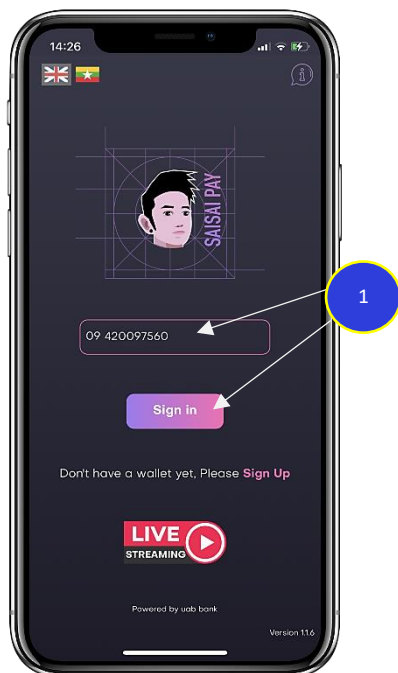 14:26
SAISAI PAY
1
09 420097560
Sign in
Don't have a wallet yet, Please Sign Up
LIVE
STREAMING
Powered by uab bank
Version 1.1.6